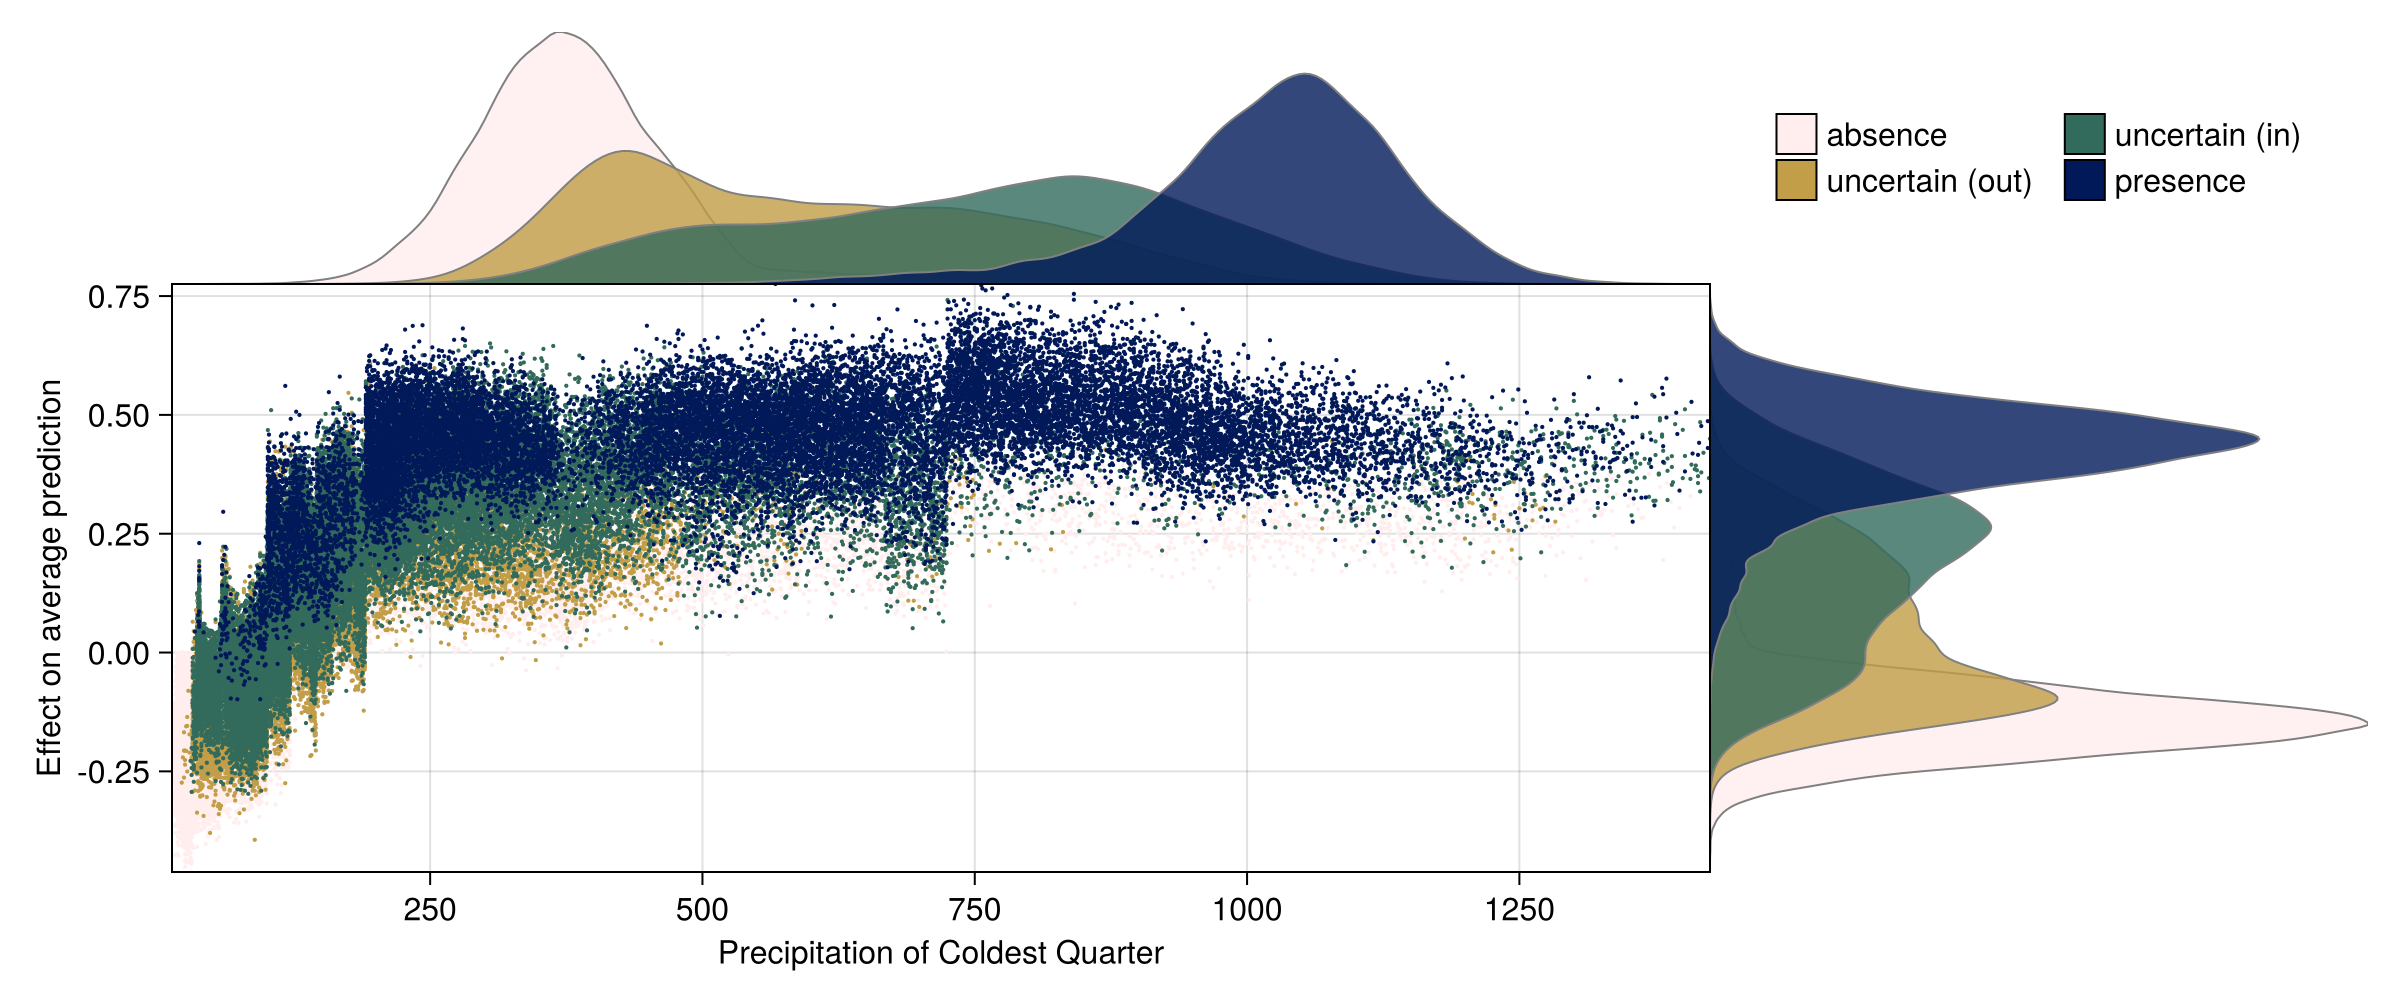 absence
uncertain (in)
uncertain (out)
presence
0.75
0.50
0.25
0.00
-0.25
Effect on average prediction
250
500
750
1000
1250
Precipitation of Coldest Quarter